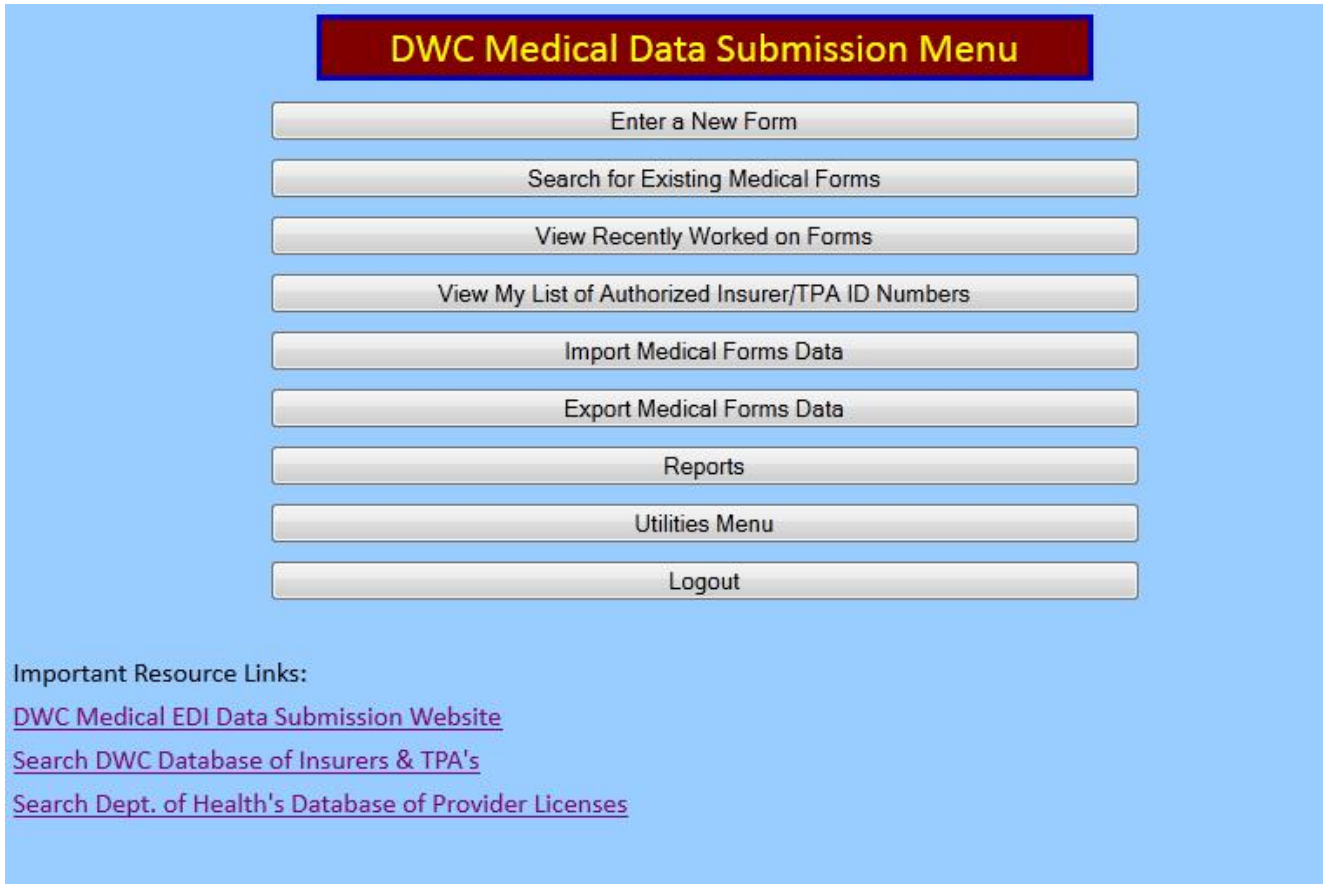 DWC Medical Data Submission Menu
Enter a New Form
Search for Existing Medical Forms
View Recently Worked on Forms
View My List of Authorized Insurer/TPA ID Numbers
Import Medical Forms Data
Export Medical Forms Data
Reports
Utilities Menu
Logout
Important Resource Links:
DWC Medical EDI Data Submission Website
Search DWC Database of Insurers & TPA's
Search Dept. of Health's Database of Provider Licenses